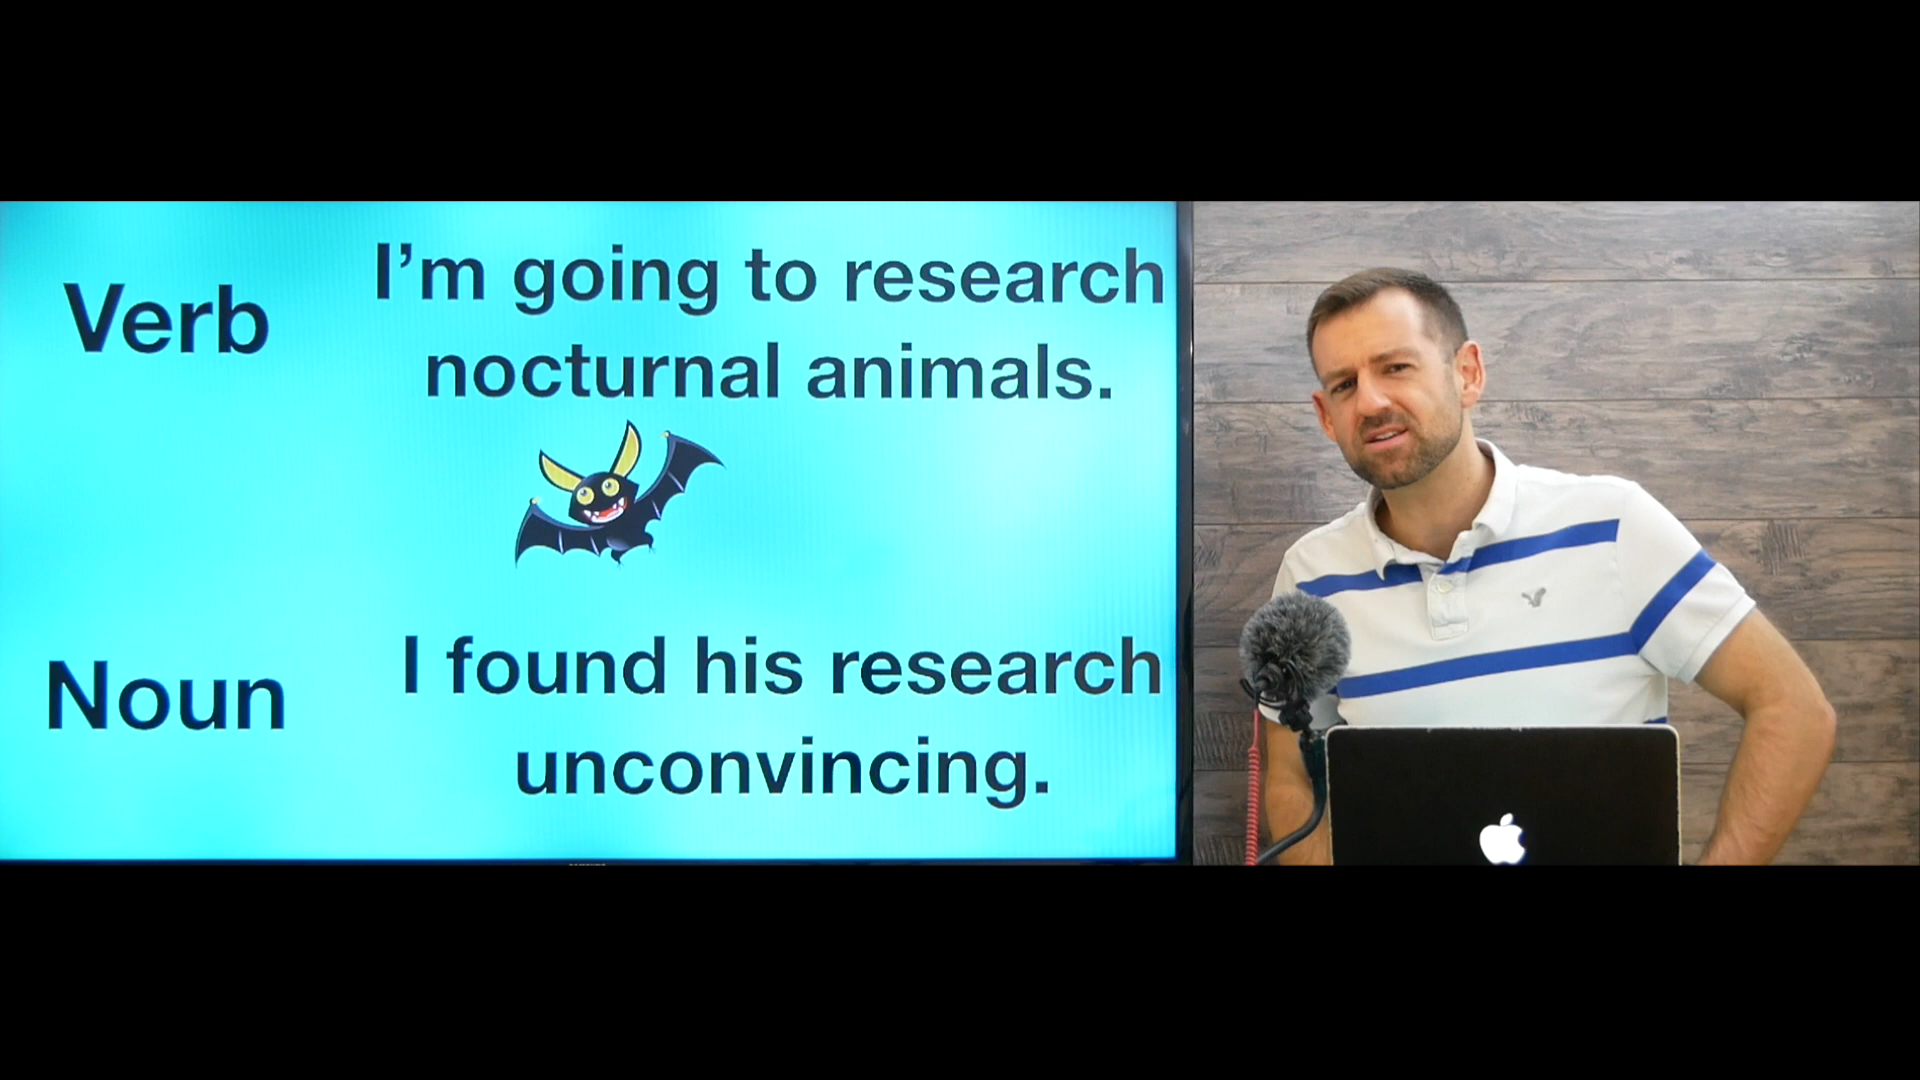 Verb
I'm going to research
nocturnal animals.
Noun
I found his research
unconvincing.